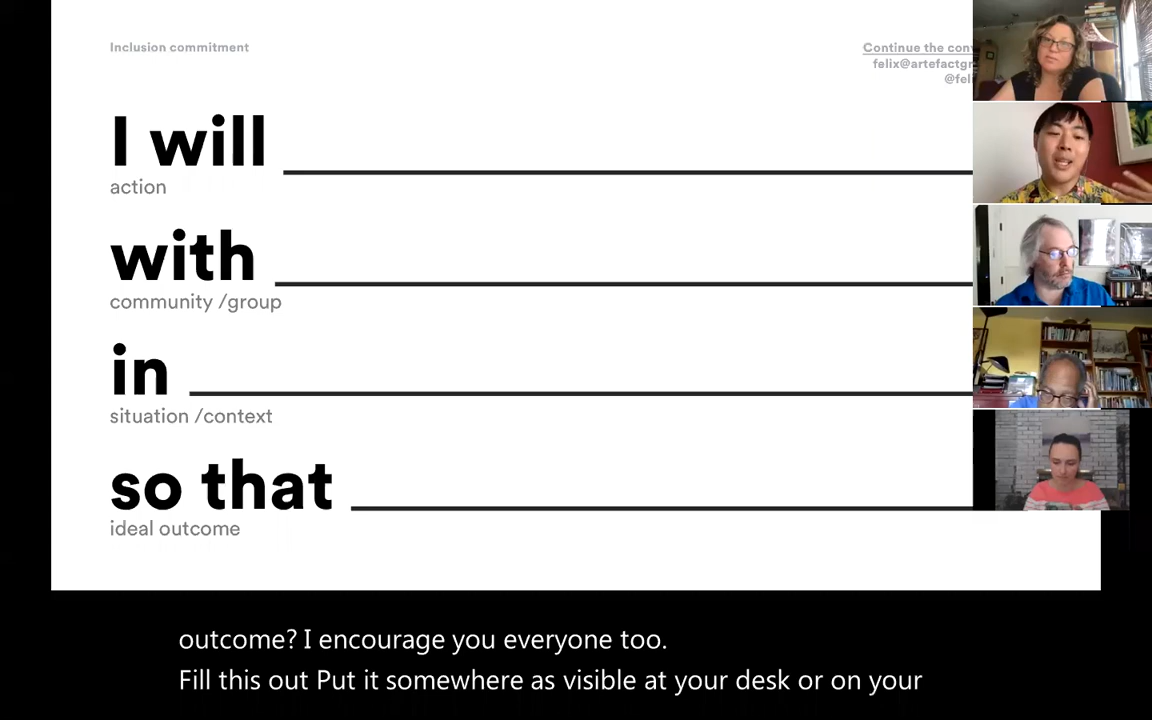 Inclusion commitment
Continue the con
felix@artefactgr
@fel
I will
action
with
community /group
in
situation /context
so that
ideal outcome
outcome? I encourage you everyone too.
Fill this out Put it somewhere as visible at your desk or on your